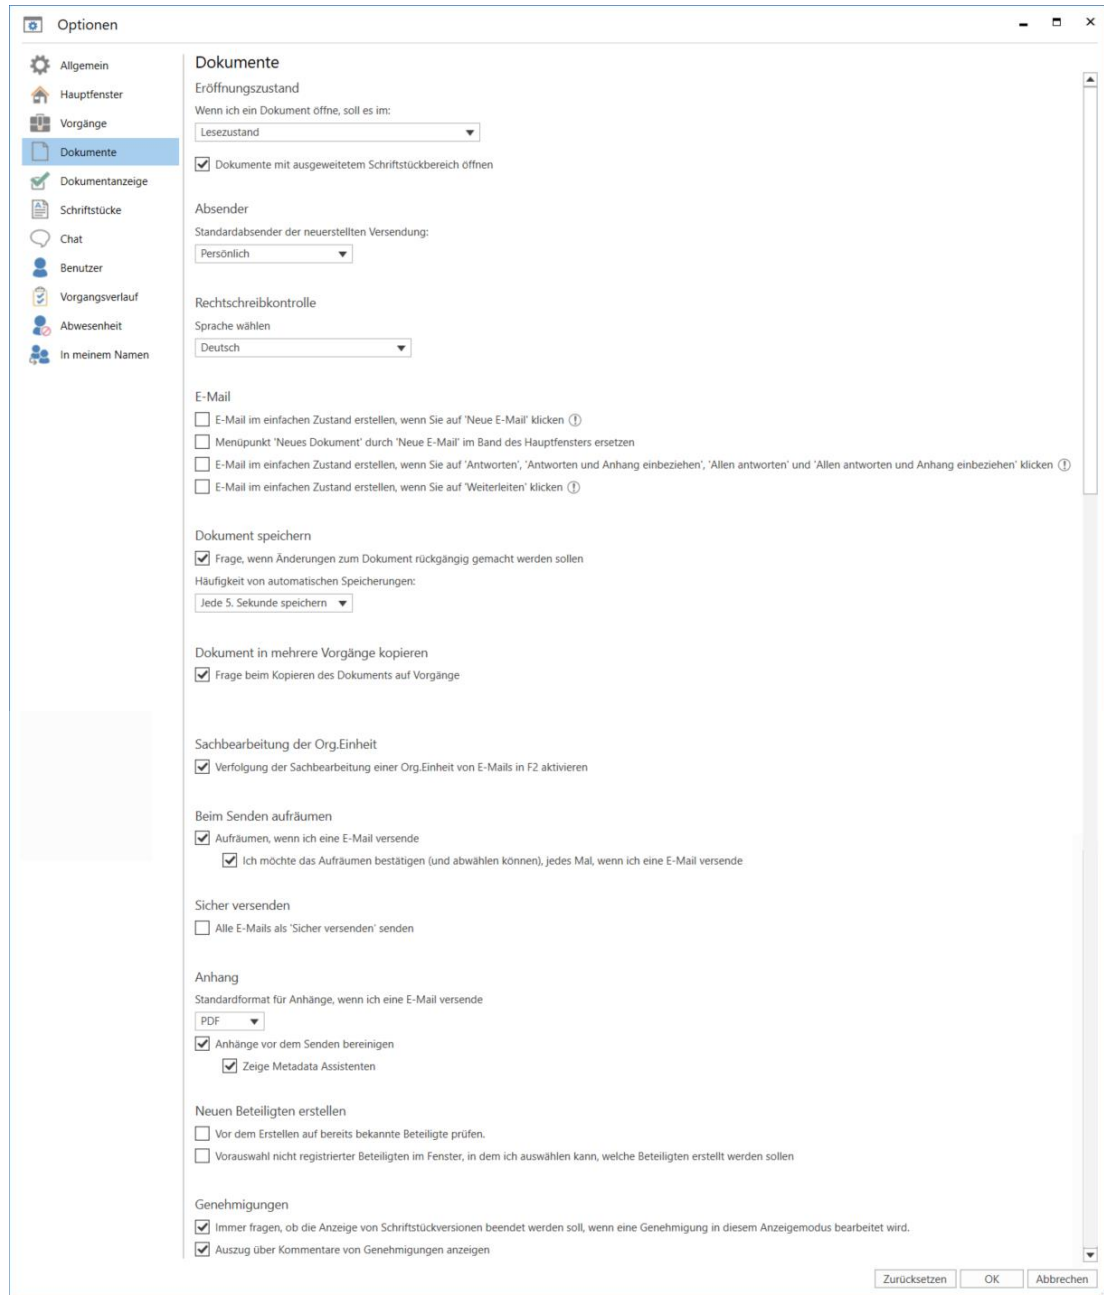 Optionen
Allgemein
Hauptfenster
Vorgänge
Dokumente
Dokumentanzeige
Schriftstücke
Chat
Benutzer
Vorgangsverlauf
Abwesenheit
In meinem Namen
Dokumente
Eröffnungszustand
Wenn ich ein Dokument öffne, soll es im:
Lesezustand
Dokumente mit ausgeweitetem Schriftstückbereich öffnen
Absender
Standardabsender der neuerstellten Versendung:
Persönlich
Rechtschreibkontrolle
Sprache wählen
Deutsch
E-Mail
E-Mail im einfachen Zustand erstellen, wenn Sie auf 'Neue E-Mail' klicken
Menüpunkt 'Neues Dokument' durch 'Neue E-Mail' im Band des Hauptfensters ersetzen
E-Mail im einfachen Zustand erstellen, wenn Sie auf 'Antworten', 'Antworten und Anhang einbeziehen', 'Allen antworten' und 'Allen antworten und Anhang einbeziehen' klicken
E-Mail im einfachen Zustand erstellen, wenn Sie auf 'Weiterleiten' klicken
Dokument speichern
Frage, wenn Änderungen zum Dokument rückgängig gemacht werden sollen
Häufigkeit von automatischen Speicherungen:
Jede 5. Sekunde speichern
Dokument in mehrere Vorgänge kopieren
Frage beim Kopieren des Dokuments auf Vorgänge
Sachbearbeitung der Org.Einheit
Verfolgung der Sachbearbeitung einer Org.Einheit von E-Mails in F2 aktivieren
Beim Senden aufräumen
Aufräumen, wenn ich eine E-Mail versende
Ich möchte das Aufräumen bestätigen (und abwählen können), jedes Mal, wenn ich eine E-Mail versende
Sicher versenden
Alle E-Mails als 'Sicher versenden' senden
Anhang
Standardformat für Anhänge, wenn ich eine E-Mail versende
PDF
Anhänge vor dem Senden bereinigen
Zeige Metadata Assistenten
Neuen Beteiligten erstellen
Vor dem Erstellen auf bereits bekannte Beteiligte prüfen.
Vorauswahl nicht registrierter Beteiligten im Fenster, in dem ich auswählen kann, welche Beteiligten erstellt werden sollen
Genehmigungen
Immer fragen, ob die Anzeige von Schriftstückversionen beendet werden soll, wenn eine Genehmigung in diesem Anzeigemodus bearbeitet wird.
Auszug über Kommentare von Genehmigungen anzeigen
Zurücksetzen
OK
Abbrechen